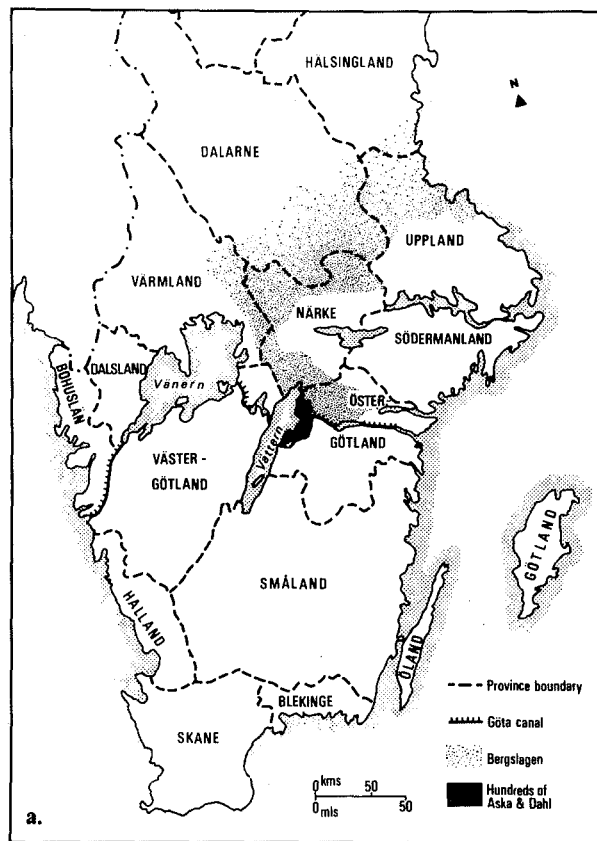 HÄLSINGLAND
N
DALARNE
UPPLAND
VÄRMLAND
NÄRKE
SÖDERMANLAND
DALSLAND
Vänern
BOHUSLÄN
ÖSTER-
GÖTLAND
Vättern
VÄSTER-
GÖTLAND
GÖTLAND
SMÅLAND
HALLAND
ÖLAND
BLEKINGE
SKANE
Province boundary
Göta canal
Bergslagen
Hundreds of
Aska & Dahl
0 kms 50
0 mls 50
a.